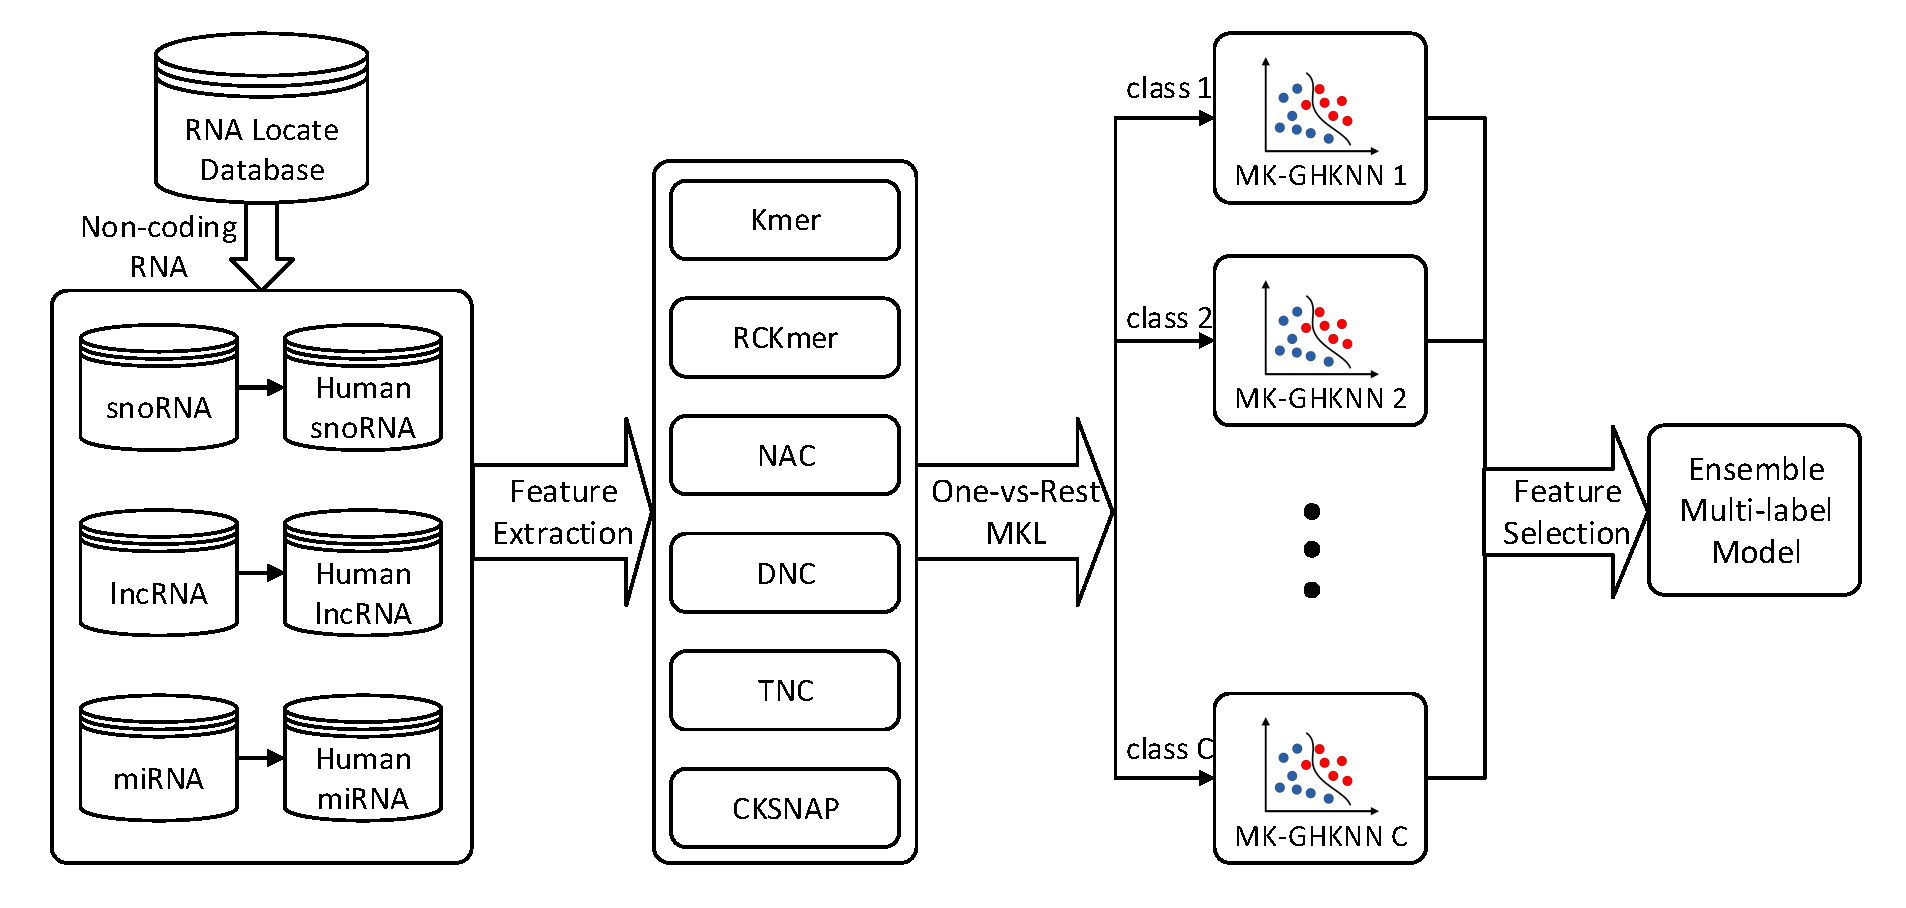 RNA Locate
Database
Non-coding
RNA
snoRNA
Human
snoRNA
lncRNA
Human
lncRNA
miRNA
Human
miRNA
Feature
Extraction
Kmer
RCKmer
NAC
DNC
TNC
CKSNAP
One-vs-Rest
MKL
class 1
MK-GHKNN 1
class 2
MK-GHKNN 2
class C
MK-GHKNN C
Feature
Selection
Ensemble
Multi-label
Model